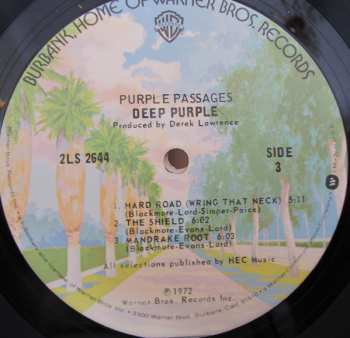 BURBANK, HOME OF WARNER BROS. RECORDS
WB
PURPLE PASSAGES
DEEP PURPLE
Produced by Derek Lawrence
2LS 2644
SIDE
3
1. HARD ROAD (WRING THAT NECK) 5:11
(Blackmore-Lord-Simper-Paice)
2. THE SHIELD 6:02
(Blackmore-Evans-Lord)
3. MANDRAKE ROOT 6:03
(Blackmore-Evans-Lord)
All selections published by HEC Music
℗1972
Warner Bros. Records Inc.